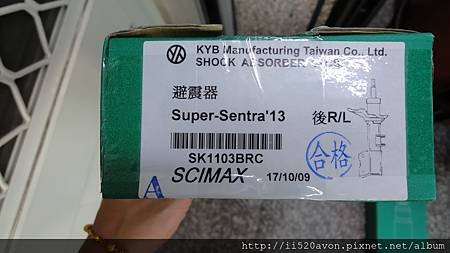 KYB Manufacturing Taiwan Co., Ltd.
SHOCK ABSORBER
避震器
Super-Sentra'13
後R/L
SK1103BRC
合格
A
SCIMAX
17/10/09
http://ii520avon.pixnet.net/album